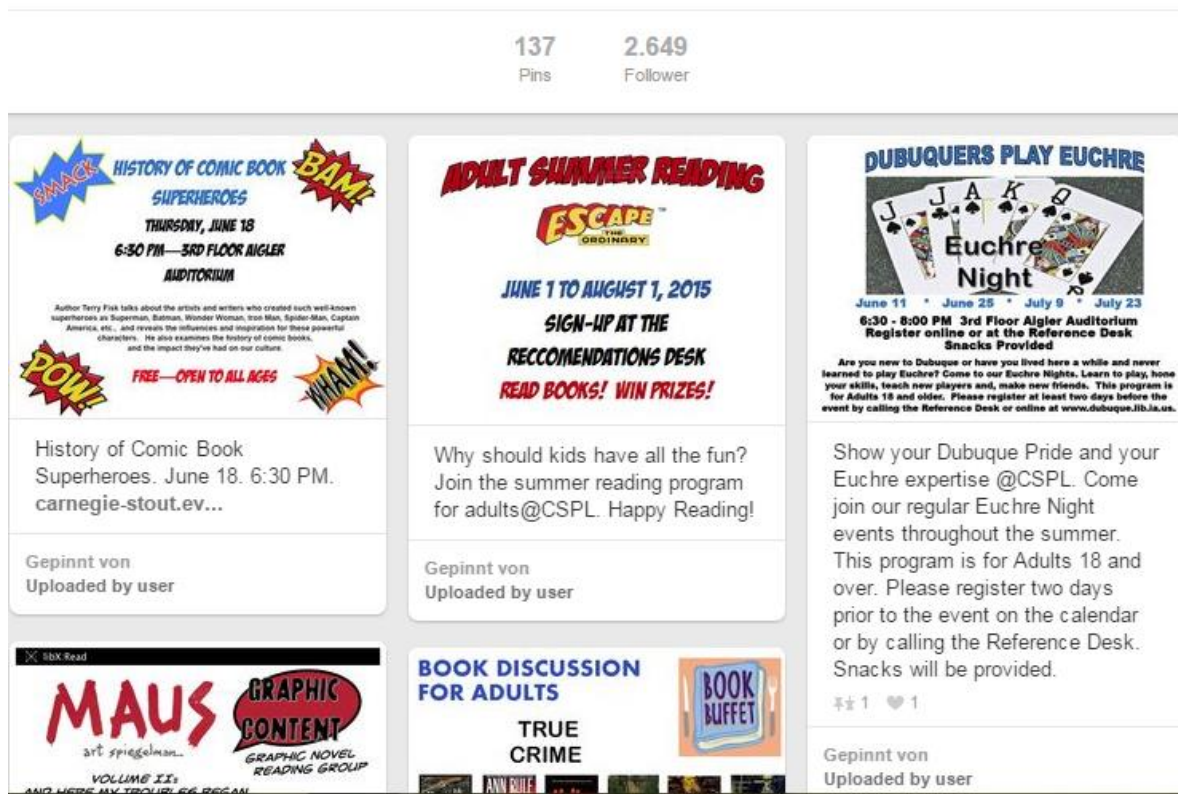 137
Pins
2.649
Follower
SMACK
HISTORY OF COMIC BOOK
SUPERHEROES
BAM!
THURSDAY, JUNE 18
6:30 PM—3RD FLOOR AIGLER
AUDITORIUM
Author Terry Fisk talks about the artists and writers who created such well-known
superheroes as Superman, Batman, Wonder Woman, Iron Man, Spider-Man, Captain
America, etc., and reveals the influences and inspiration for these powerful
characters. He also examines the history of comic books,
and the impact they've had on our culture.
POW!
FREE—OPEN TO ALL AGES
WHAM!
History of Comic Book
Superheroes. June 18. 6:30 PM.
carnegie-stout.ev...
Gepinnt von
Uploaded by user
ADULT SUMMER READING
ESCAPE
THE
ORDINARY
JUNE 1 TO AUGUST 1, 2015
SIGN-UP AT THE
RECCOMENDATIONS DESK
READ BOOKS! WIN PRIZES!
Why should kids have all the fun?
Join the summer reading program
for adults@CSPL. Happy Reading!
Gepinnt von
Uploaded by user
DUBUQUERS PLAY EUCHRE
J J A K Q
Euchre
Night
June 11 * June 25 * July 9 * July 23
6:30 - 8:00 PM 3rd Floor Aigler Auditorium
Register online or at the Reference Desk
Snacks Provided
Are you new to Dubuque or have you lived here a while and never
learned to play Euchre? Come to our Euchre Nights. Learn to play, hone
your skills, teach new players and, make new friends. This program is
for Adults 18 and older. Please register at least two days before the
event by calling the Reference Desk or online at www.dubuque.lib.ia.us.
Show your Dubuque Pride and your
Euchre expertise @CSPL. Come
join our regular Euchre Night
events throughout the summer.
This program is for Adults 18 and
over. Please register two days
prior to the event on the calendar
or by calling the Reference Desk.
Snacks will be provided.
1 1
Gepinnt von
Uploaded by user
libX:Read
MAUS
art spiegelman
GRAPHIC
CONTENT
GRAPHIC NOVEL
READING GROUP
VOLUME II:
AND HERE MY TROUBLES BEGAN
BOOK DISCUSSION
FOR ADULTS
BOOK
BUFFET
TRUE
CRIME
ANN RULE